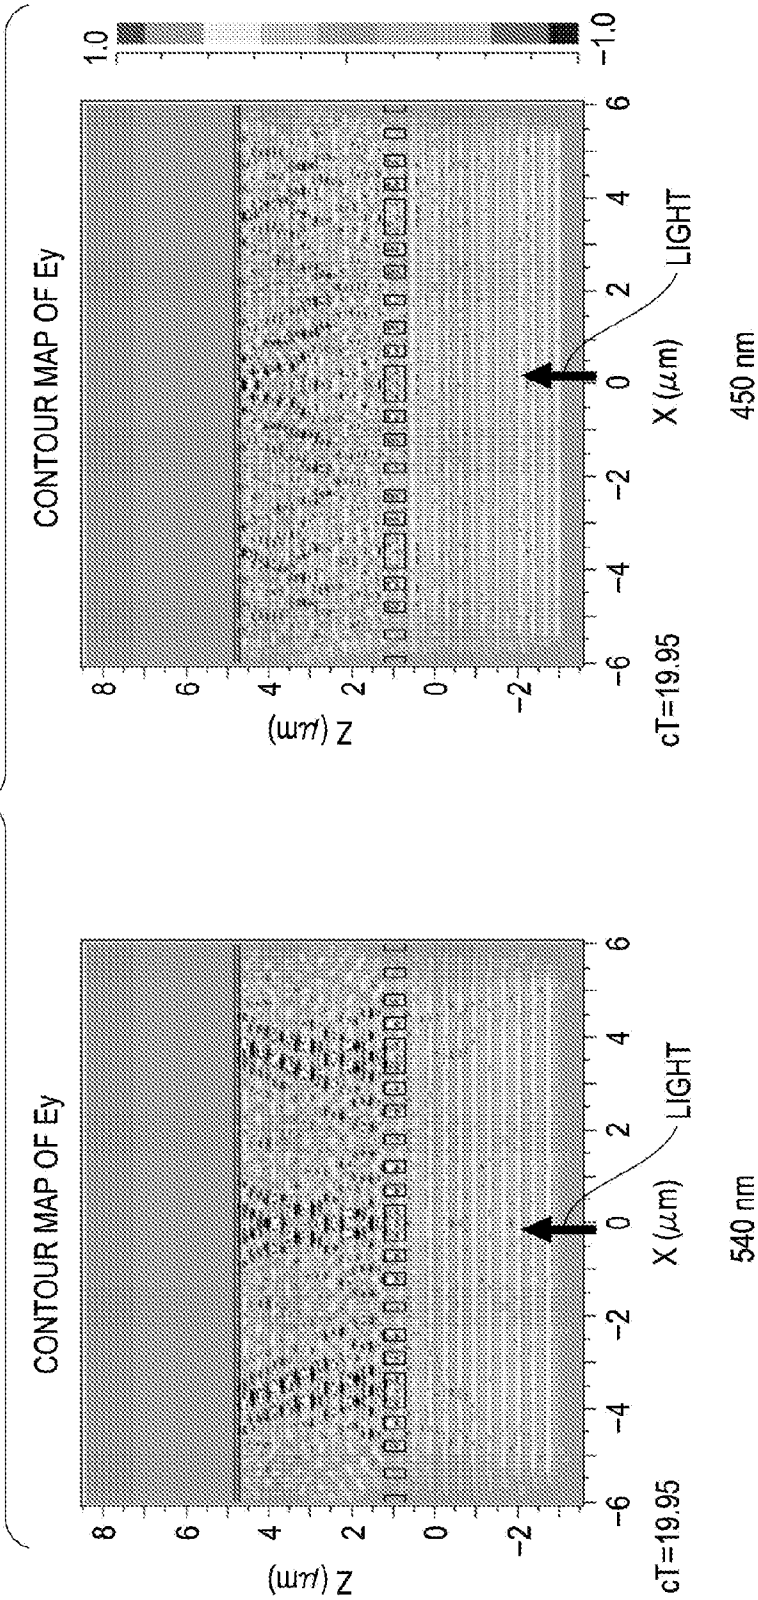 CONTOUR MAP OF Ey
8
6
4
2
0
−2
Z (μm)
−6
−4
−2
0
2
4
6
X (μm)
LIGHT
cT=19.95
540 nm
CONTOUR MAP OF Ey
8
6
4
2
0
−2
Z (μm)
−6
−4
−2
0
2
4
6
X (μm)
LIGHT
cT=19.95
450 nm
1.0
−1.0